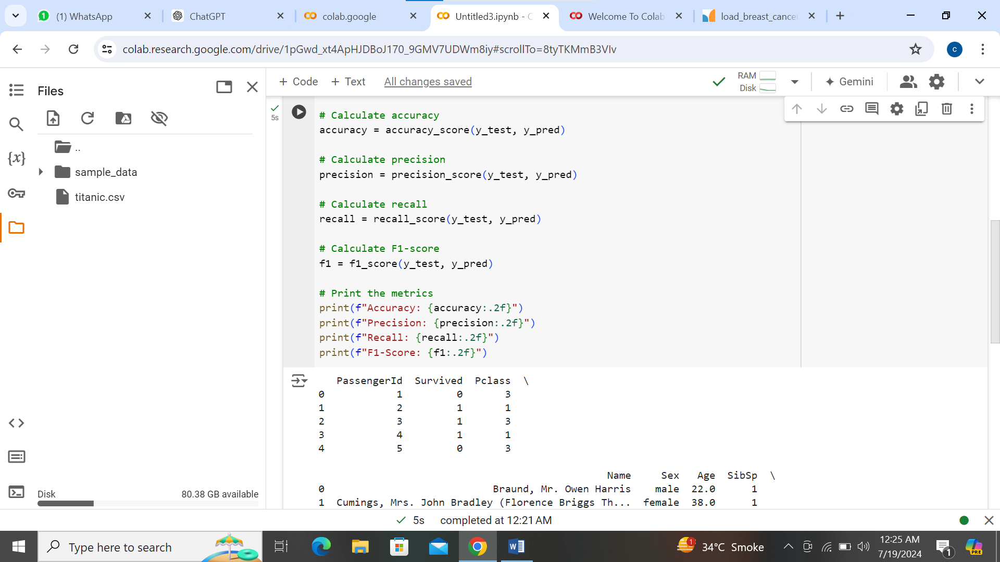 (1) WhatsApp
ChatGPT
colab.google
Untitled3.ipynb - C
Welcome To Colab
load_breast_cancer
colab.research.google.com/drive/1pGwd_xt4ApHJDBoJ170_9GMV7UDWm8iy#scrollTo=8tyTKMmB3VIv
c
Files
+ Code + Text All changes saved
RAM
Disk
Gemini
..
sample_data
titanic.csv
{x}
5s
# Calculate accuracy
accuracy = accuracy_score(y_test, y_pred)
# Calculate precision
precision = precision_score(y_test, y_pred)
# Calculate recall
recall = recall_score(y_test, y_pred)
# Calculate F1-score
f1 = f1_score(y_test, y_pred)
# Print the metrics
print(f"Accuracy: {accuracy:.2f}")
print(f"Precision: {precision:.2f}")
print(f"Recall: {recall:.2f}")
print(f"F1-Score: {f1:.2f}")
PassengerId Survived Pclass \
0 1 0 3
1 2 1 1
2 3 1 3
3 4 1 1
4 5 0 3
Name Sex Age SibSp \
0 Braund, Mr. Owen Harris male 22.0 1
1 Cumings, Mrs. John Bradley (Florence Briggs Th... female 38.0 1
Disk 80.38 GB available
5s completed at 12:21 AM
Type here to search
1
34°C Smoke
12:25 AM
7/19/2024
1
PRE